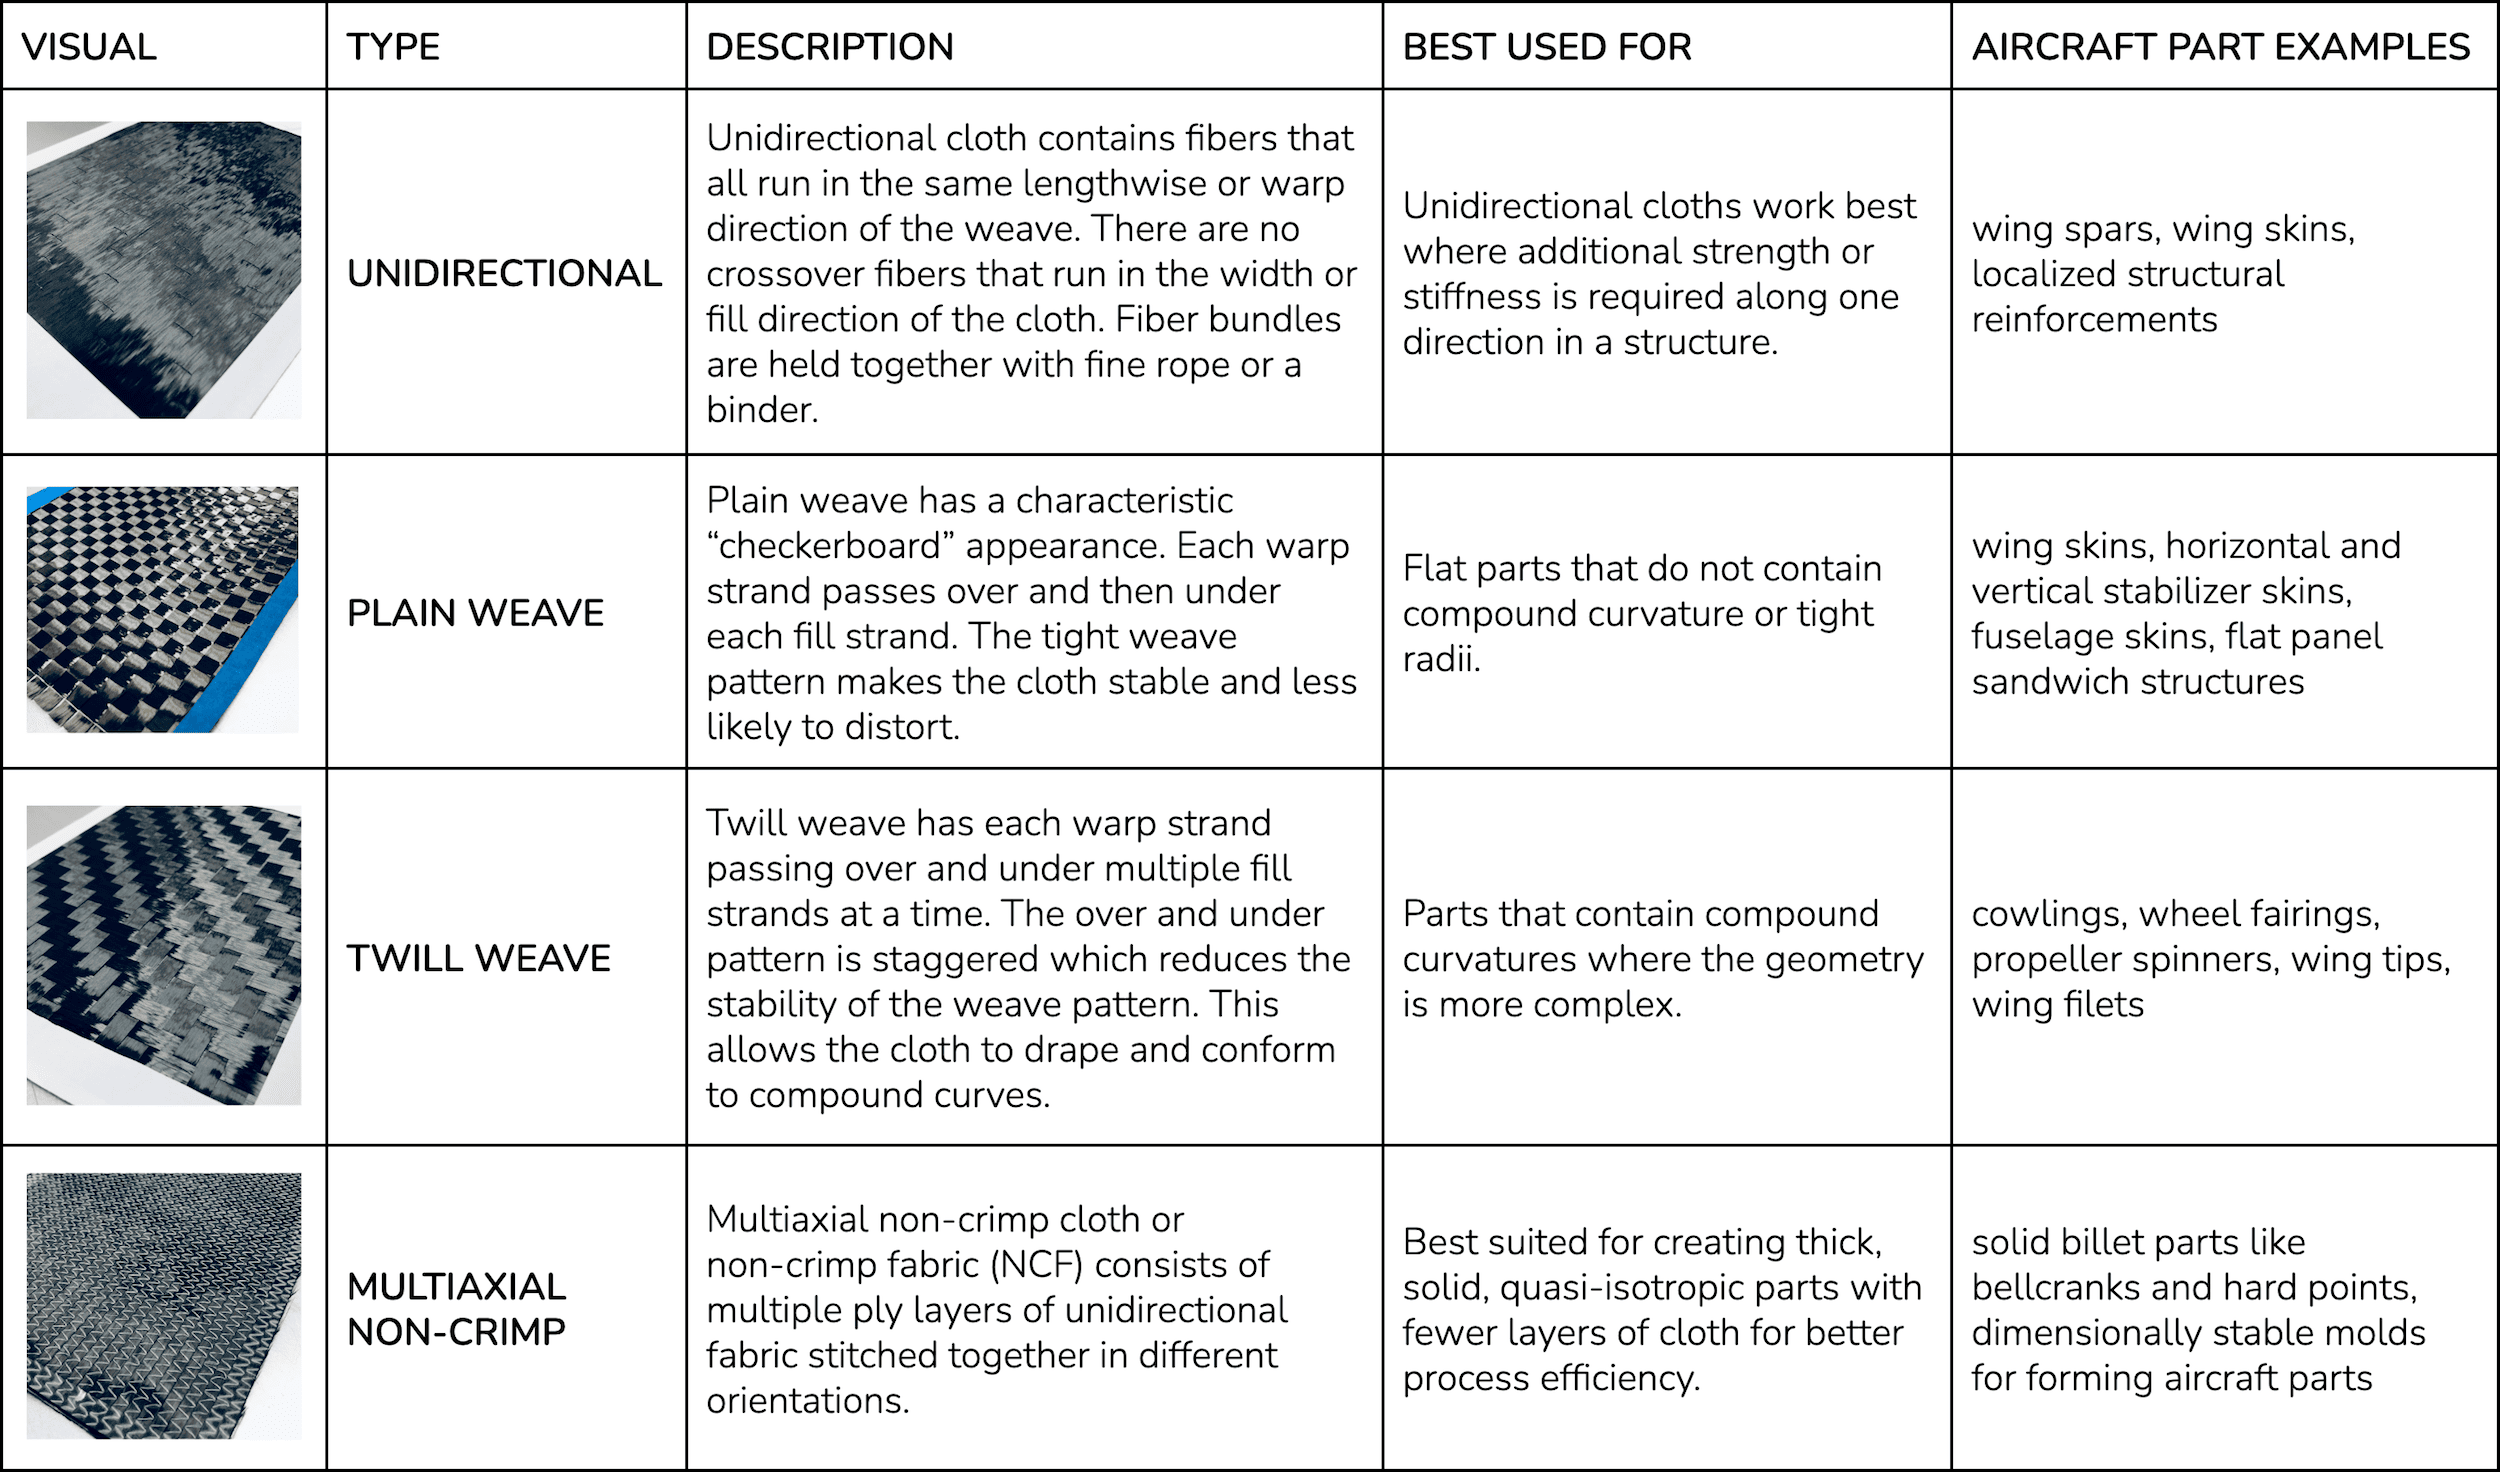 VISUAL
TYPE
DESCRIPTION
BEST USED FOR
AIRCRAFT PART EXAMPLES
UNIDIRECTIONAL
Unidirectional cloth contains fibers that
all run in the same lengthwise or warp
direction of the weave. There are no
crossover fibers that run in the width or
fill direction of the cloth. Fiber bundles
are held together with fine rope or a
binder.
Unidirectional cloths work best
where additional strength or
stiffness is required along one
direction in a structure.
wing spars, wing skins,
localized structural
reinforcements
PLAIN WEAVE
Plain weave has a characteristic
“checkerboard” appearance. Each warp
strand passes over and then under
each fill strand. The tight weave
pattern makes the cloth stable and less
likely to distort.
Flat parts that do not contain
compound curvature or tight
radii.
wing skins, horizontal and
vertical stabilizer skins,
fuselage skins, flat panel
sandwich structures
TWILL WEAVE
Twill weave has each warp strand
passing over and under multiple fill
strands at a time. The over and under
pattern is staggered which reduces the
stability of the weave pattern. This
allows the cloth to drape and conform
to compound curves.
Parts that contain compound
curvatures where the geometry
is more complex.
cowlings, wheel fairings,
propeller spinners, wing tips,
wing filets
MULTIAXIAL
NON-CRIMP
Multiaxial non-crimp cloth or
non-crimp fabric (NCF) consists of
multiple ply layers of unidirectional
fabric stitched together in different
orientations.
Best suited for creating thick,
solid, quasi-isotropic parts with
fewer layers of cloth for better
process efficiency.
solid billet parts like
bellcranks and hard points,
dimensionally stable molds
for forming aircraft parts